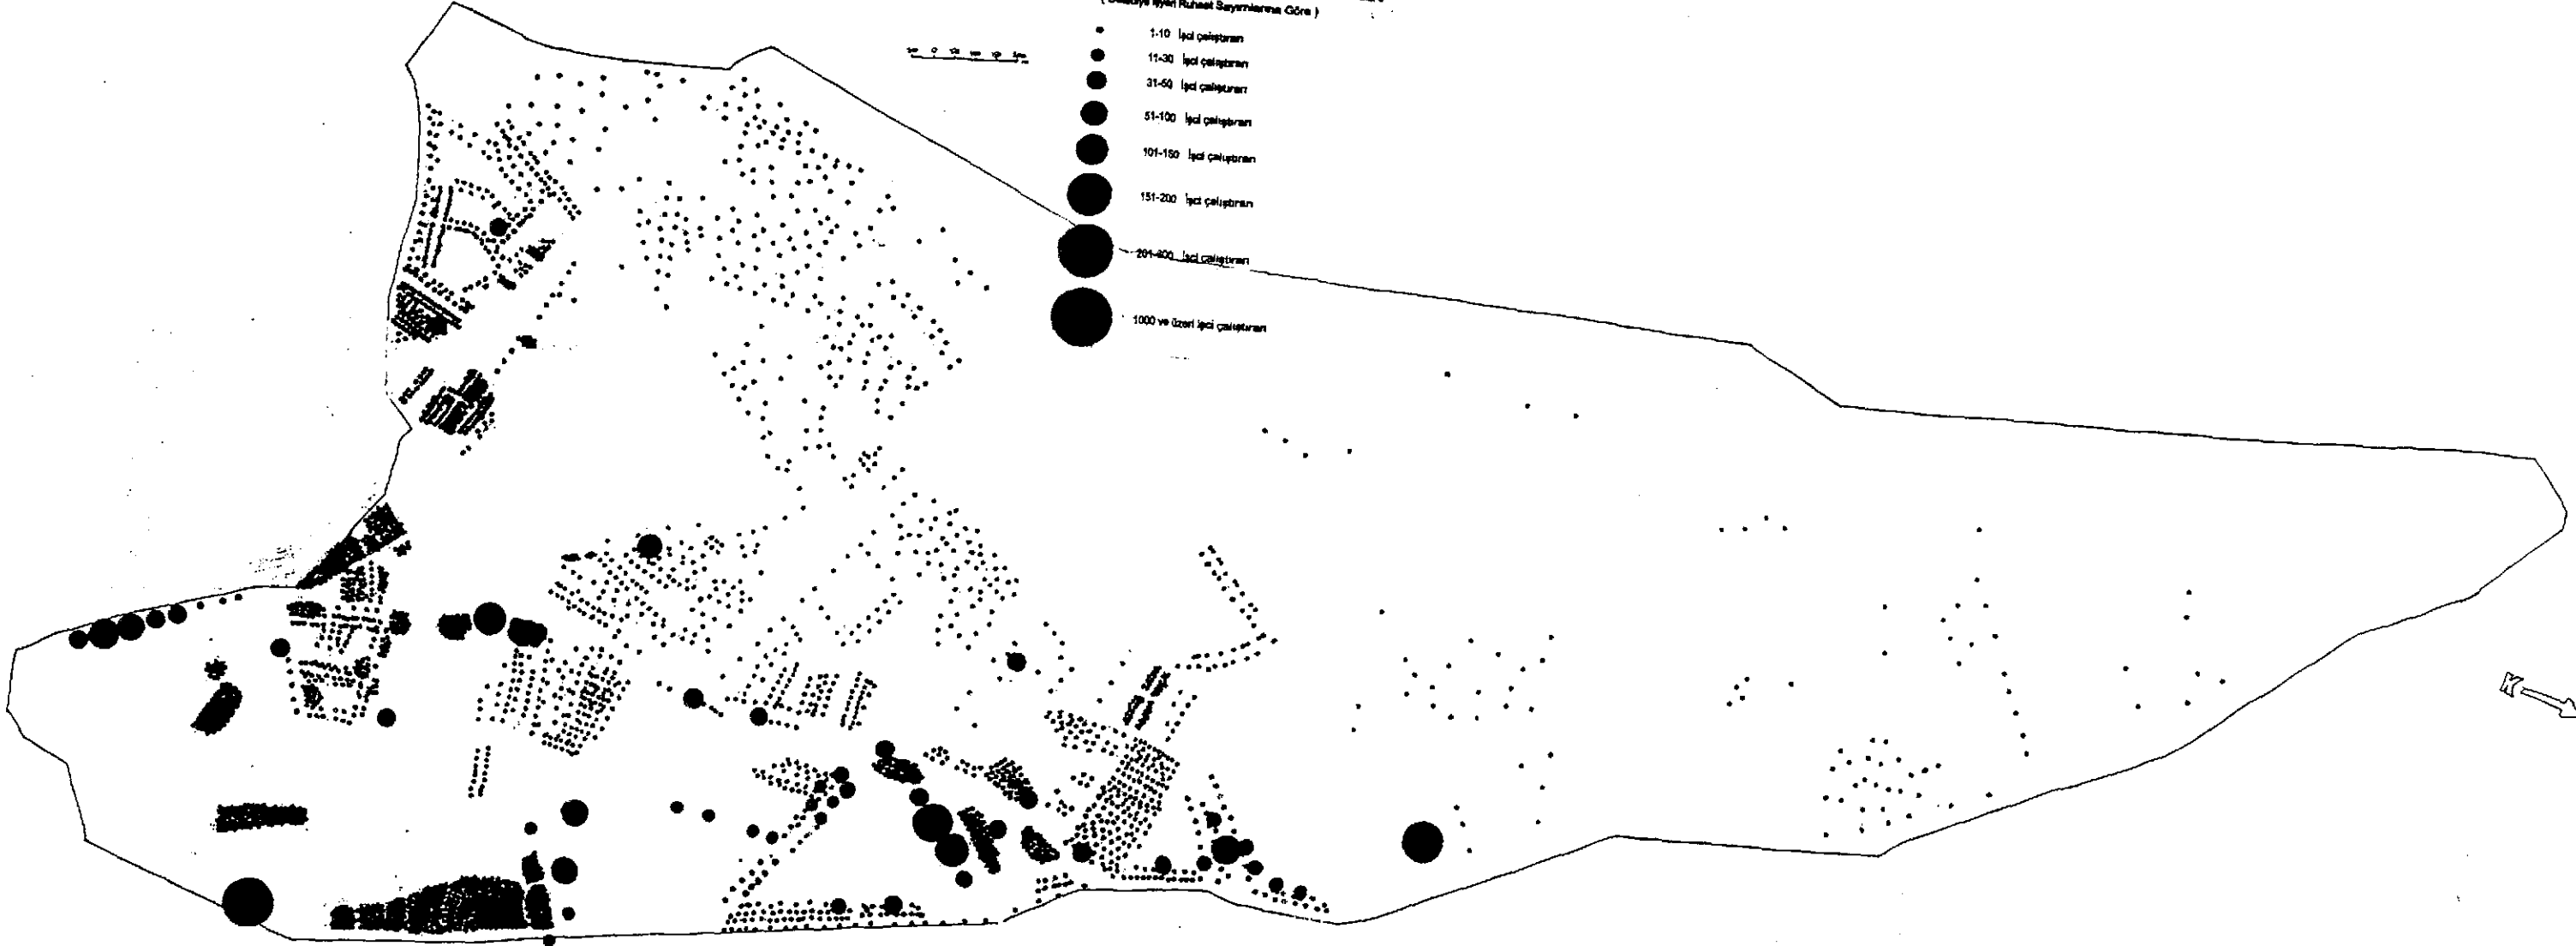 ( Belediye İşyeri Ruhsat Sayımlarına Göre )
1-10 İşçi çalıştıran
11-30 İşçi çalıştıran
31-50 İşçi çalıştıran
51-100 İşçi çalıştıran
101-150 İşçi çalıştıran
151-200 İşçi çalıştıran
201-600 İşçi çalıştıran
1000 ve üzeri işçi çalıştıran
K